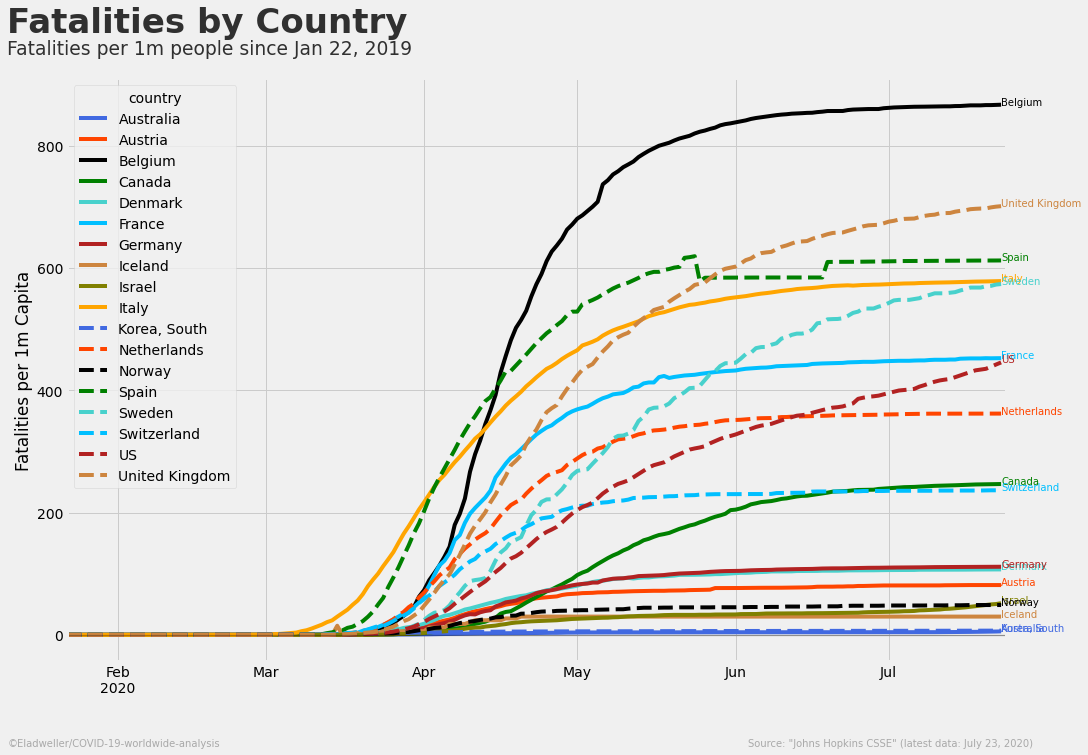 Fatalities by Country
Fatalities per 1m people since Jan 22, 2019
Fatalities per 1m Capita
800
600
400
200
0
country
Australia
Austria
Belgium
Canada
Denmark
France
Germany
Iceland
Israel
Italy
Korea, South
Netherlands
Norway
Spain
Sweden
Switzerland
US
United Kingdom
Belgium
United Kingdom
Spain
Italy
Sweden
France
US
Netherlands
Canada
Switzerland
Germany
Denmark
Austria
Israel
Norway
Iceland
Korea, South
Australia
Feb
2020
Mar
Apr
May
Jun
Jul
©Eladweller/COVID-19-worldwide-analysis
Source: "Johns Hopkins CSSE" (latest data: July 23, 2020)